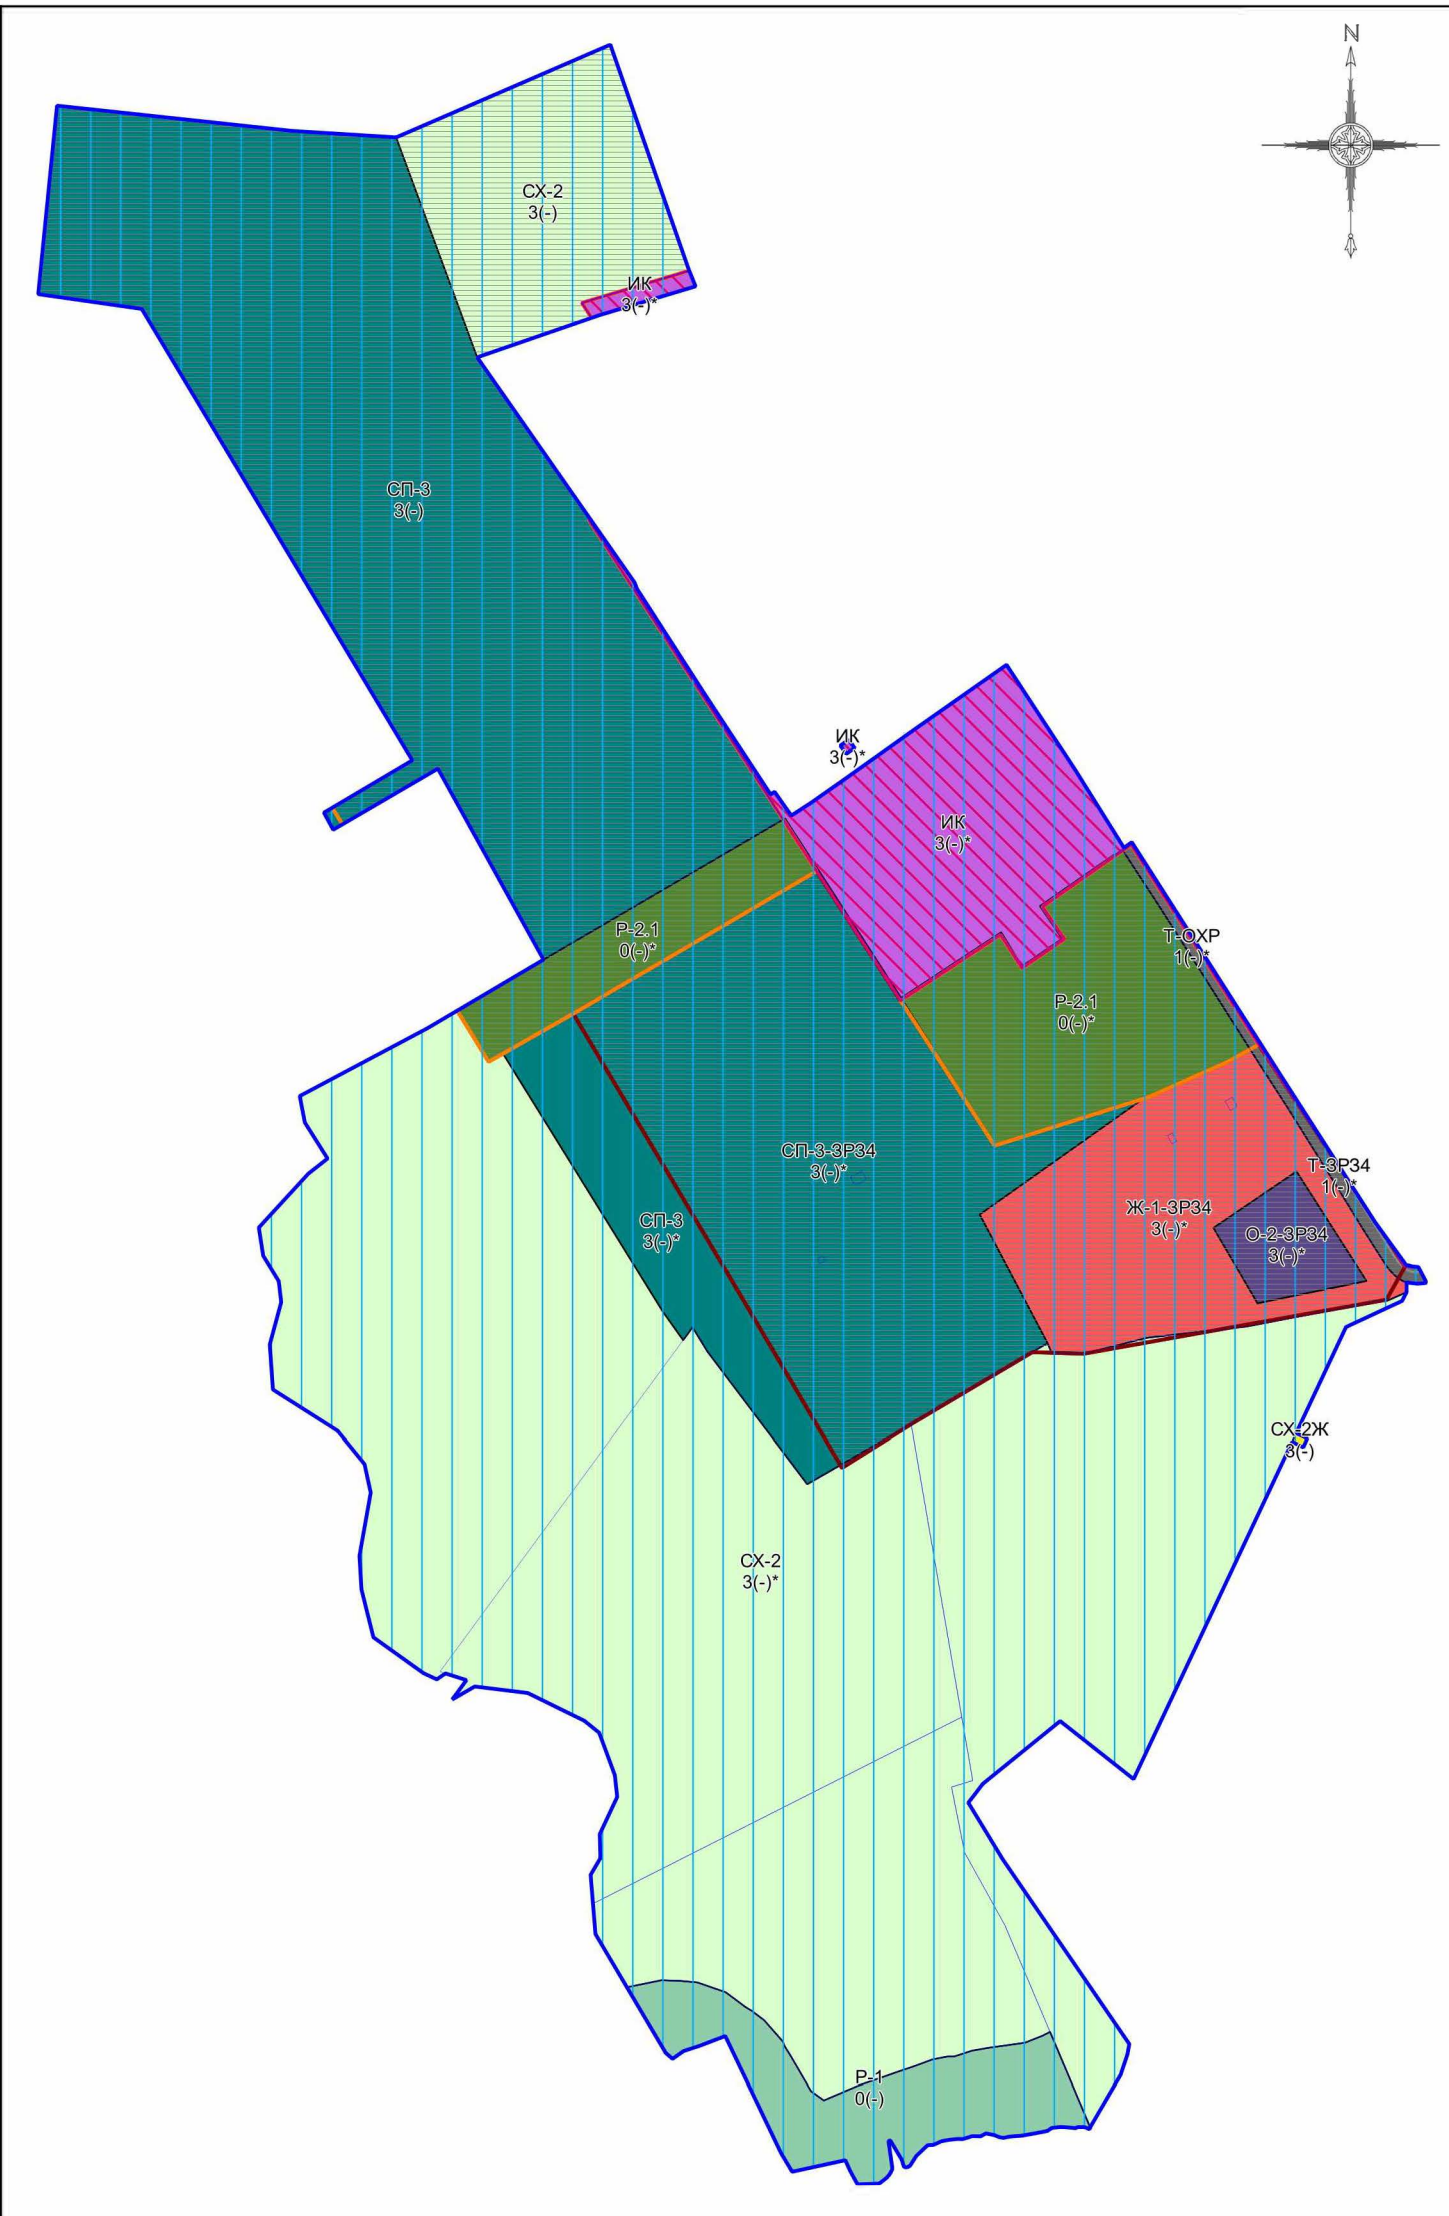 N
СХ-2
3(-)
ИК
3(-)*
СП-3
3(-)
ИК
3(-)*
ИК
3(-)*
Р-2.1
0(-)*
Т-ОХР
1(-)*
Р-2.1
0(-)*
СП-3-ЗРЗ4
3(-)*
Т-ЗРЗ4
1(-)*
Ж-1-ЗРЗ4
3(-)*
СП-3
3(-)*
О-2-ЗРЗ4
3(-)*
СХ-2Ж
3(-)
СХ-2
3(-)*
Р-1
0(-)